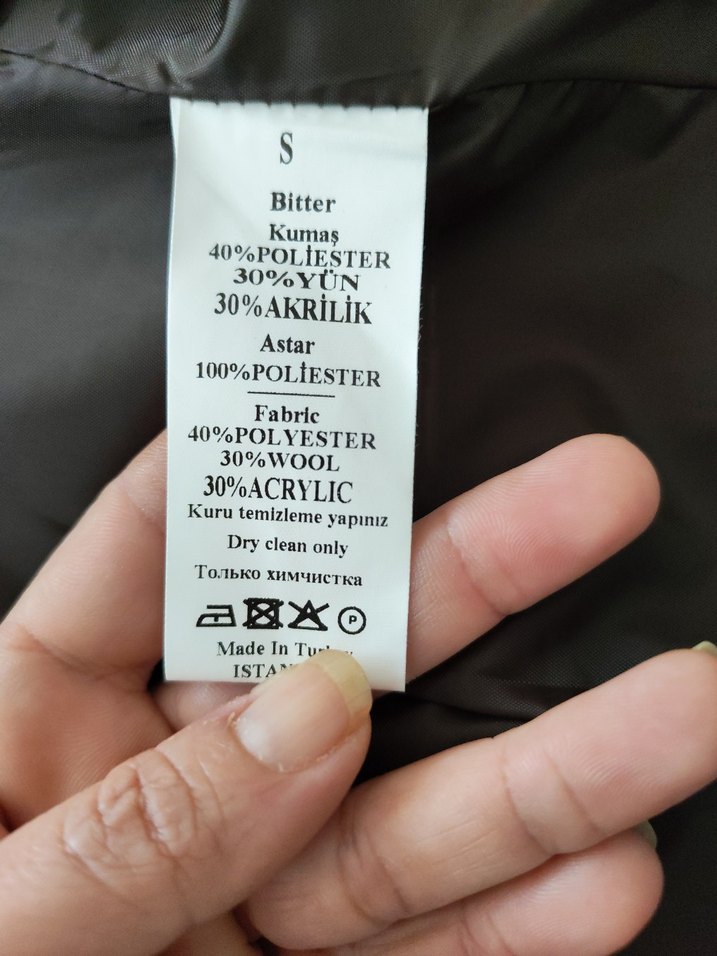 S
Bitter
Kumaş
40%POLİESTER
30%YÜN
30%AKRİLİK
Astar
100%POLİESTER
Fabric
40%POLYESTER
30%WOOL
30%ACRYLIC
Kuru temizleme yapınız
Dry clean only
Только химчистка
P
Made In